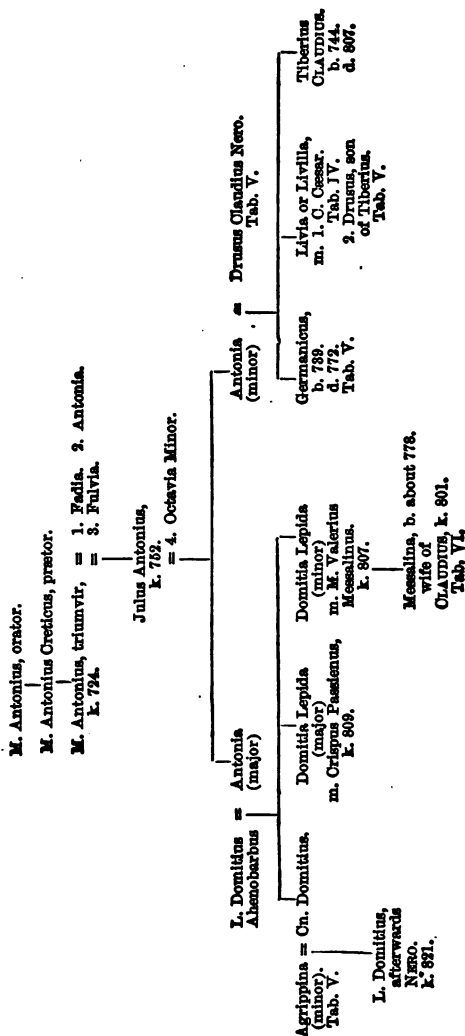 M. Antonius, orator.
M. Antonius Creticus, prætor.
M. Antonius, triumvir, = 1. Fadia. 2. Antonia.
k. 724. = 3. Fulvia.
Julus Antonius,
k. 752.
= 4. Octavia Minor.
L. Domitius = Antonia
Ahenobarbus (major)
Antonia = Drusus Claudius Nero.
(minor) Tab. V.
Agrippina = Cn. Domitius.
(minor).
Tab. V.
Domitia Lepida
(major)
m. Crispus Passienus,
k. 809.
Domitia Lepida
(minor)
m. M. Valerius
Messalinus.
k. 807.
Germanicus,
b. 739.
d. 772.
Tab. V.
Livia or Livilla,
m. 1. C. Cæsar.
Tab. IV.
2. Drusus, son
of Tiberius.
Tab. V.
Tiberius
CLAUDIUS.
b. 744.
d. 807.
L. Domitius,
afterwards
NERO.
k. 821.
Messalina, b. about 778.
wife of
CLAUDIUS, k. 801.
Tab. VI.